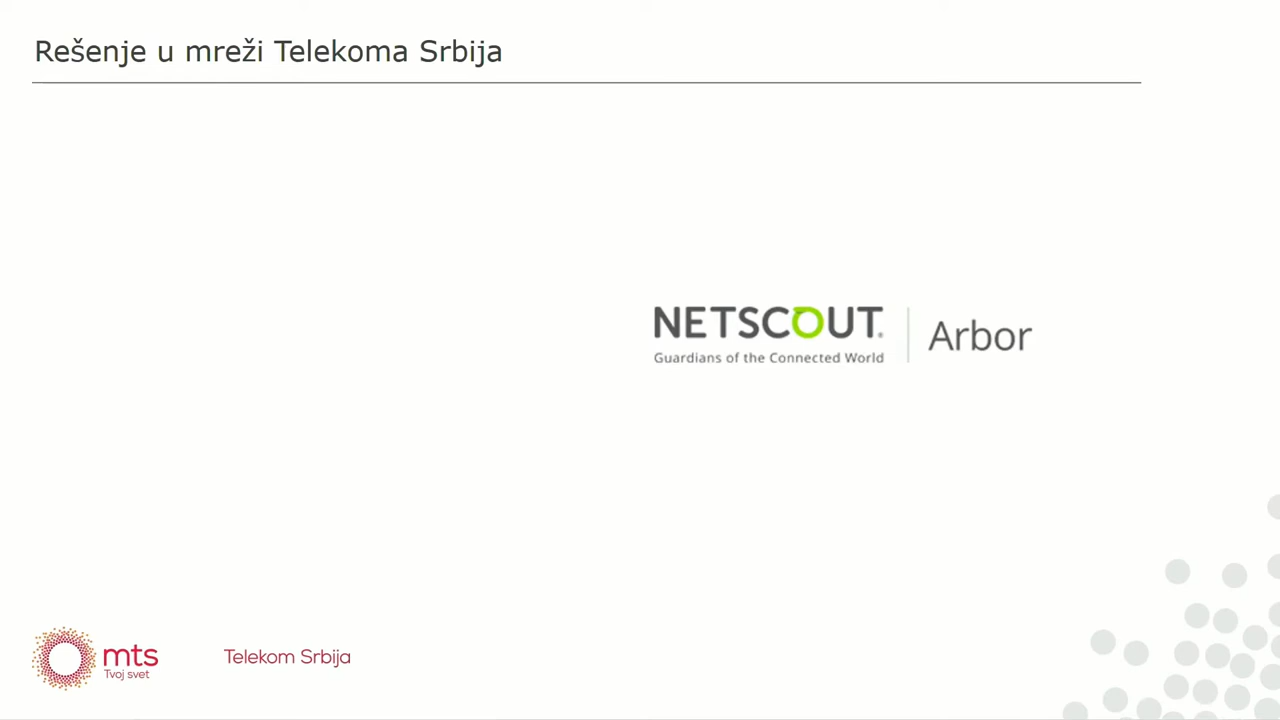 Rešenje u mreži Telekoma Srbija
NETSCOUT®
Guardians of the Connected World
Arbor
mts
Tvoj svet
Telekom Srbija